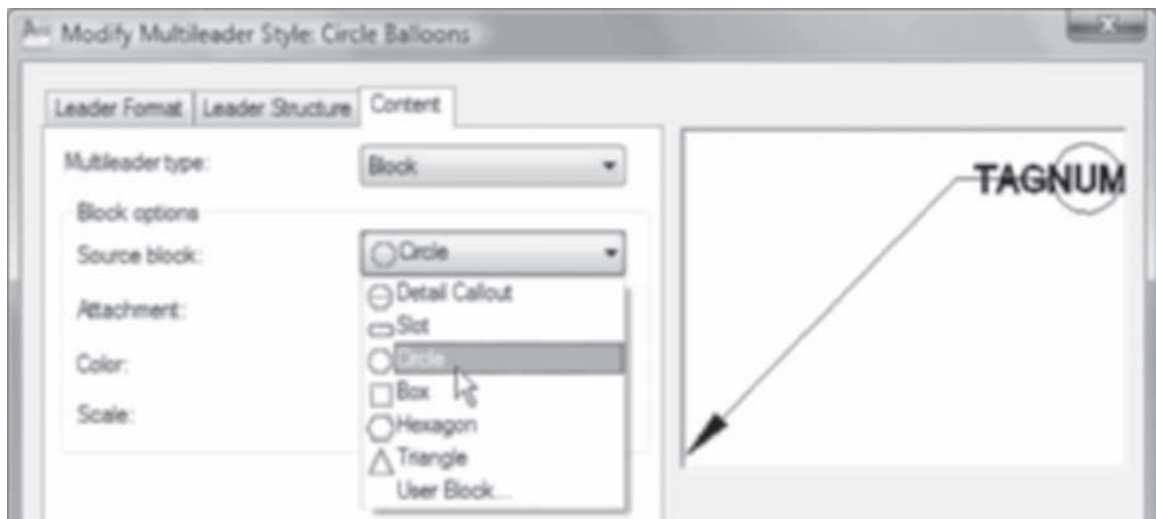 Modify Multileader Style: Circle Balloons
Leader Format Leader Structure Content
Multileader type: Block
Block options
Source block: Circle
Detail Callout
Slot
Circle
Box
Hexagon
Triangle
User Block...
Attachment:
Color:
Scale:
TAGNUM